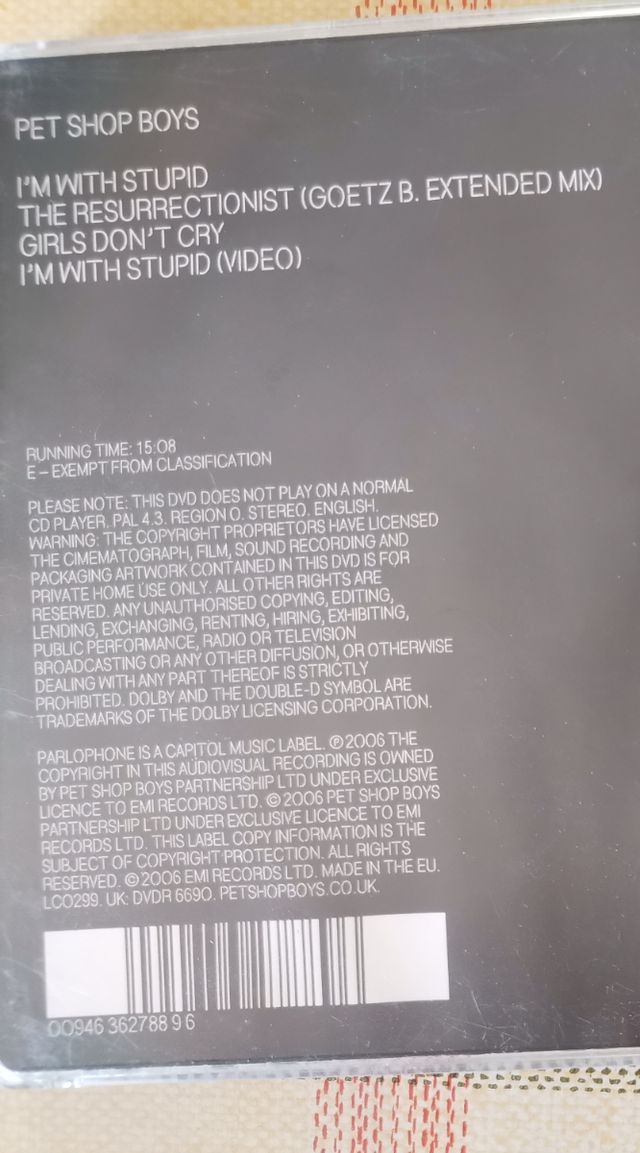 PET SHOP BOYS
I'M WITH STUPID
THE RESURRECTIONIST (GOETZ B. EXTENDED MIX)
GIRLS DON'T CRY
I'M WITH STUPID (VIDEO)
RUNNING TIME: 15:08
E – EXEMPT FROM CLASSIFICATION
PLEASE NOTE: THIS DVD DOES NOT PLAY ON A NORMAL
CD PLAYER. PAL 4.3. REGION 0. STEREO. ENGLISH.
WARNING: THE COPYRIGHT PROPRIETORS HAVE LICENSED
THE CIMEMATOGRAPH, FILM, SOUND RECORDING AND
PACKAGING ARTWORK CONTAINED IN THIS DVD IS FOR
PRIVATE HOME USE ONLY. ALL OTHER RIGHTS ARE
RESERVED. ANY UNAUTHORISED COPYING, EDITING,
LENDING, EXCHANGING, RENTING, HIRING, EXHIBITING,
PUBLIC PERFORMANCE, RADIO OR TELEVISION
BROADCASTING OR ANY OTHER DIFFUSION, OR OTHERWISE
DEALING WITH ANY PART THEREOF IS STRICTLY
PROHIBITED. DOLBY AND THE DOUBLE-D SYMBOL ARE
TRADEMARKS OF THE DOLBY LICENSING CORPORATION.
PARLOPHONE IS A CAPITOL MUSIC LABEL. ℗ 2006 THE
COPYRIGHT IN THIS AUDIOVISUAL RECORDING IS OWNED
BY PET SHOP BOYS PARTNERSHIP LTD UNDER EXCLUSIVE
LICENCE TO EMI RECORDS LTD. © 2006 PET SHOP BOYS
PARTNERSHIP LTD UNDER EXCLUSIVE LICENCE TO EMI
RECORDS LTD. THIS LABEL COPY INFORMATION IS THE
SUBJECT OF COPYRIGHT PROTECTION. ALL RIGHTS
RESERVED. © 2006 EMI RECORDS LTD. MADE IN THE EU.
LC0299. UK: DVDR 6690. PETSHOPBOYS.CO.UK
00946 362788 9 6